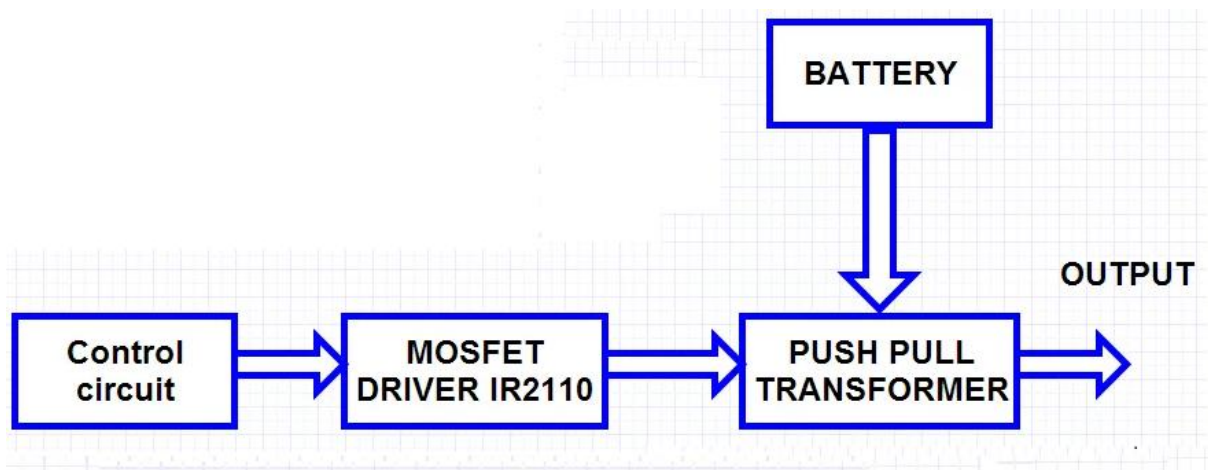 BATTERY
OUTPUT
Control
circuit
MOSFET
DRIVER IR2110
PUSH PULL
TRANSFORMER